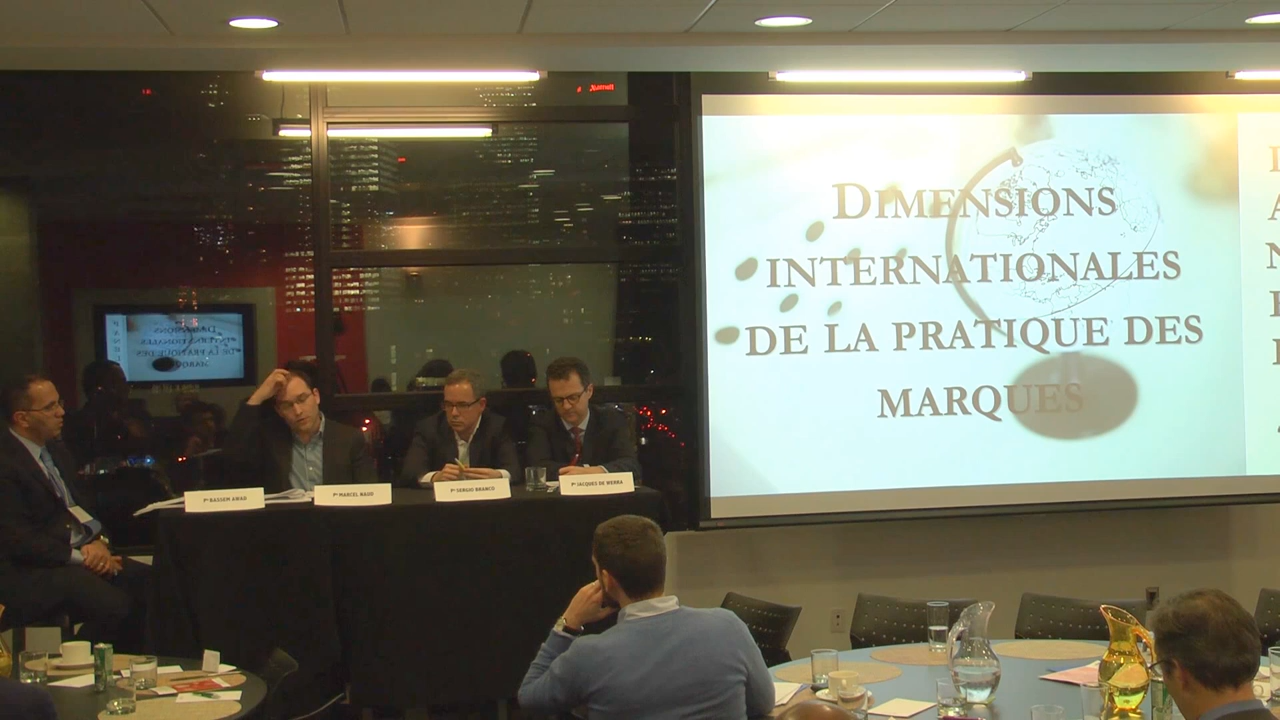 Marriott
DIMENSIONS
INTERNATIONALES
DE LA PRATIQUE DES
MARQUES
Pr BASSEM AWAD
Pr MARCEL NAUD
Pr SERGIO BRANCO
Pr JACQUES DE WERRA